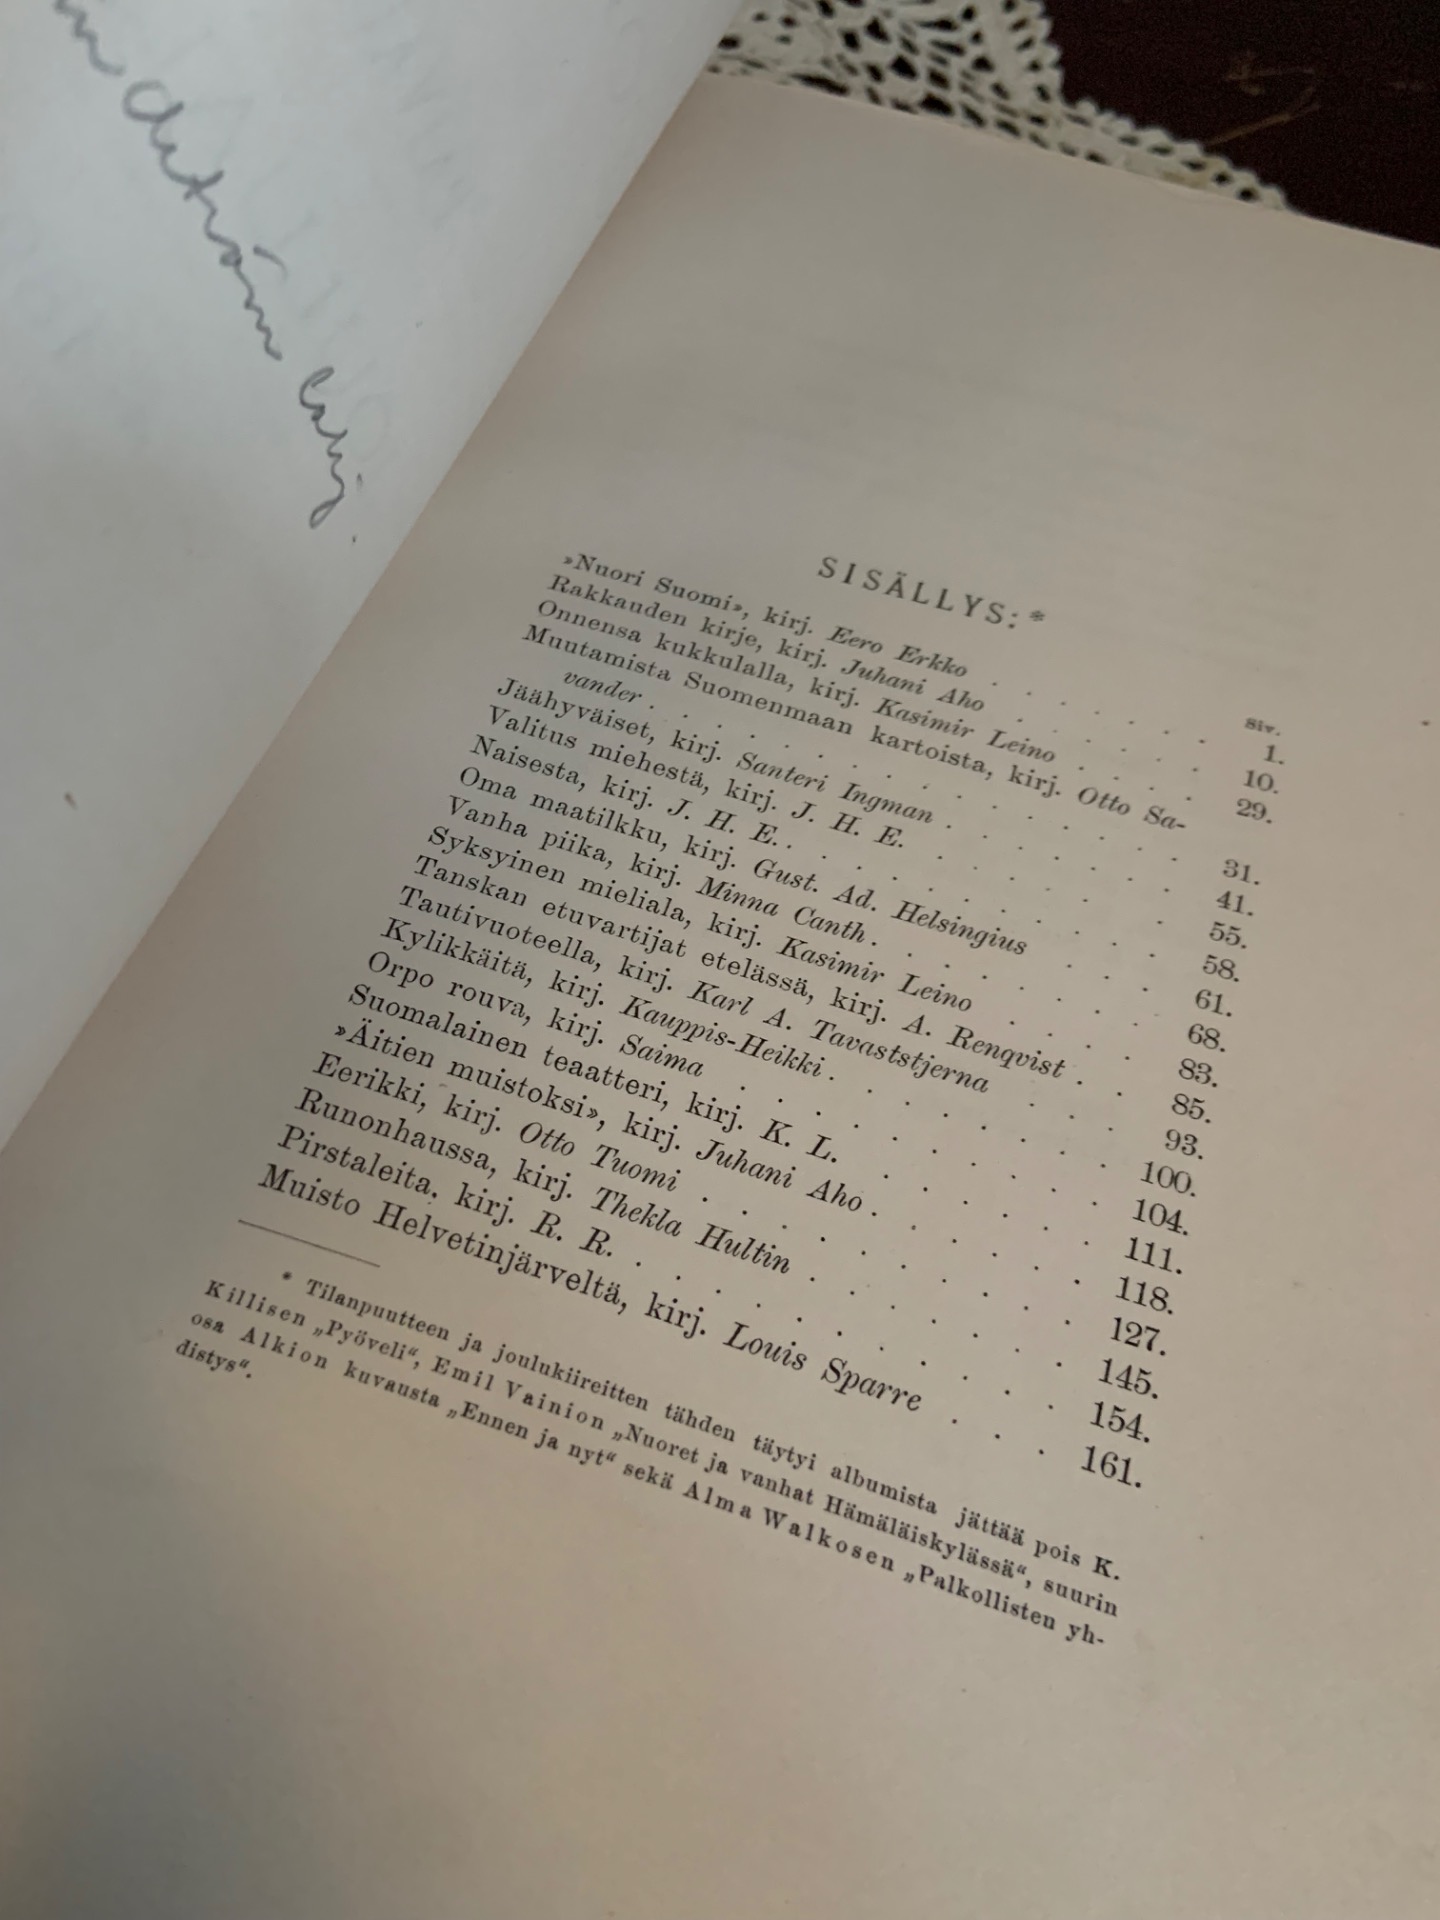 SISÄLLYS:*
siv.
»Nuori Suomi», kirj. Eero Erkko . . . . . . . 1.
Rakkauden kirje, kirj. Juhani Aho . . . . . . 10.
Onnensa kukkulalla, kirj. Kasimir Leino . . . . 29.
Muutamista Suomenmaan kartoista, kirj. Otto Sa-
vander . . . . . . . . . . . . . 31.
Jäähyväiset, kirj. Santeri Ingman . . . . . . . 41.
Valitus miehestä, kirj. J. H. E. . . . . . . . 55.
Naisesta, kirj. J. H. E. . . . . . . . . . . 58.
Oma maatilkku, kirj. Gust. Ad. Helsingius . . . . 61.
Vanha piika, kirj. Minna Canth . . . . . . . . 68.
Syksyinen mieliala, kirj. Kasimir Leino . . . . . 83.
Tanskan etuvartijat etelässä, kirj. A. Renqvist . . 85.
Tautivuoteella, kirj. Karl A. Tavaststjerna . . . . 93.
Kylikkäitä, kirj. Kauppis-Heikki . . . . . . . . 100.
Orpo rouva, kirj. Saima . . . . . . . . . . 104.
Suomalainen teaatteri, kirj. K. L. . . . . . . . 111.
»Äitien muistoksi», kirj. Juhani Aho . . . . . . 118.
Eerikki, kirj. Otto Tuomi . . . . . . . . . 127.
Runonhaussa, kirj. Thekla Hultin . . . . . . . 145.
Pirstaleita, kirj. R. R. . . . . . . . . . . 154.
Muisto Helvetinjärveltä, kirj. Louis Sparre . . . . 161.
* Tilanpuutteen ja joulukiireitten tähden täytyi albumista jättää pois K.
Killisen „Pyöveli“, Emil Vainion „Nuoret ja vanhat Hämäläiskylässä“, suurin
osa Alkion kuvausta „Ennen ja nyt“ sekä Alma Walkosen „Palkollisten yh-
distys“.